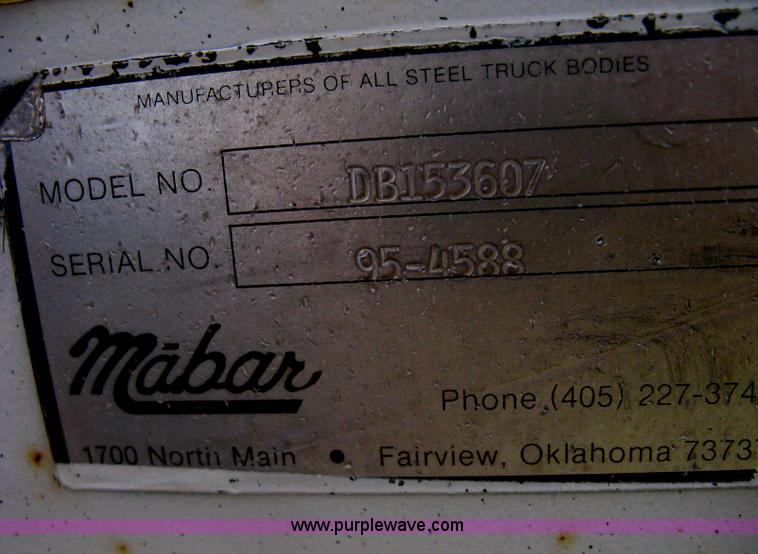 MANUFACTURERS OF ALL STEEL TRUCK BODIES
MODEL NO. DB153607
SERIAL NO. 95-4588
Mābar
Phone (405) 227-374
1700 North Main • Fairview, Oklahoma 7373
www.purplewave.com